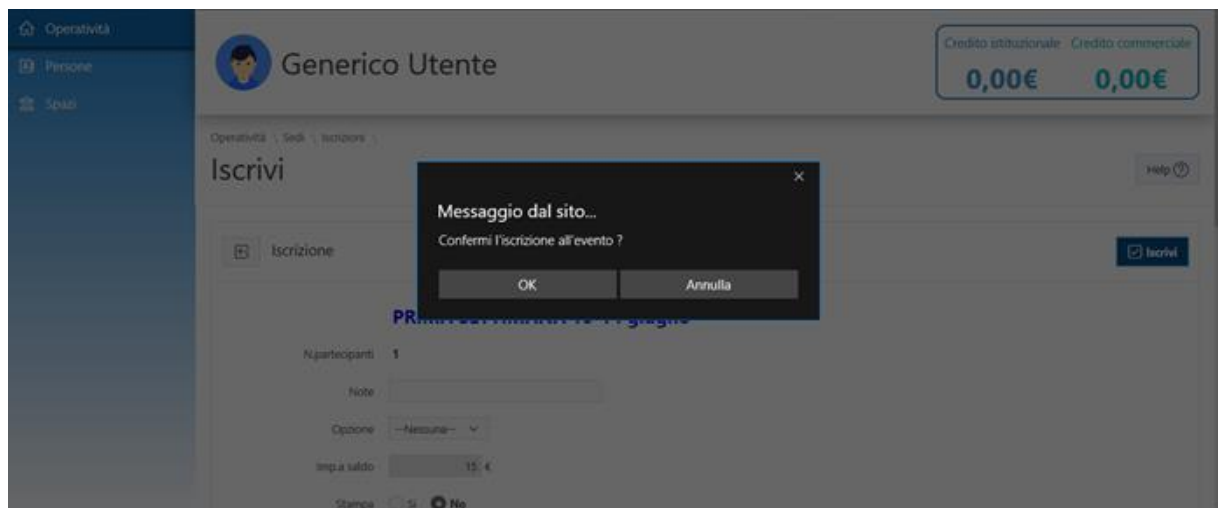 Operatività
Persone
Spazi
Generico Utente
Credito istituzionale Credito commerciale
0,00€ 0,00€
Operatività \ Sedi \ Iscrizioni \
Iscrivi
Help
Messaggio dal sito...
Confermi l'iscrizione all'evento ?
OK Annulla
Iscrizione
Iscrivi
giugno
N.partecipanti 1
Note
Opzione --Nessuna--
Imp.a saldo 15 €
Stampa Si No